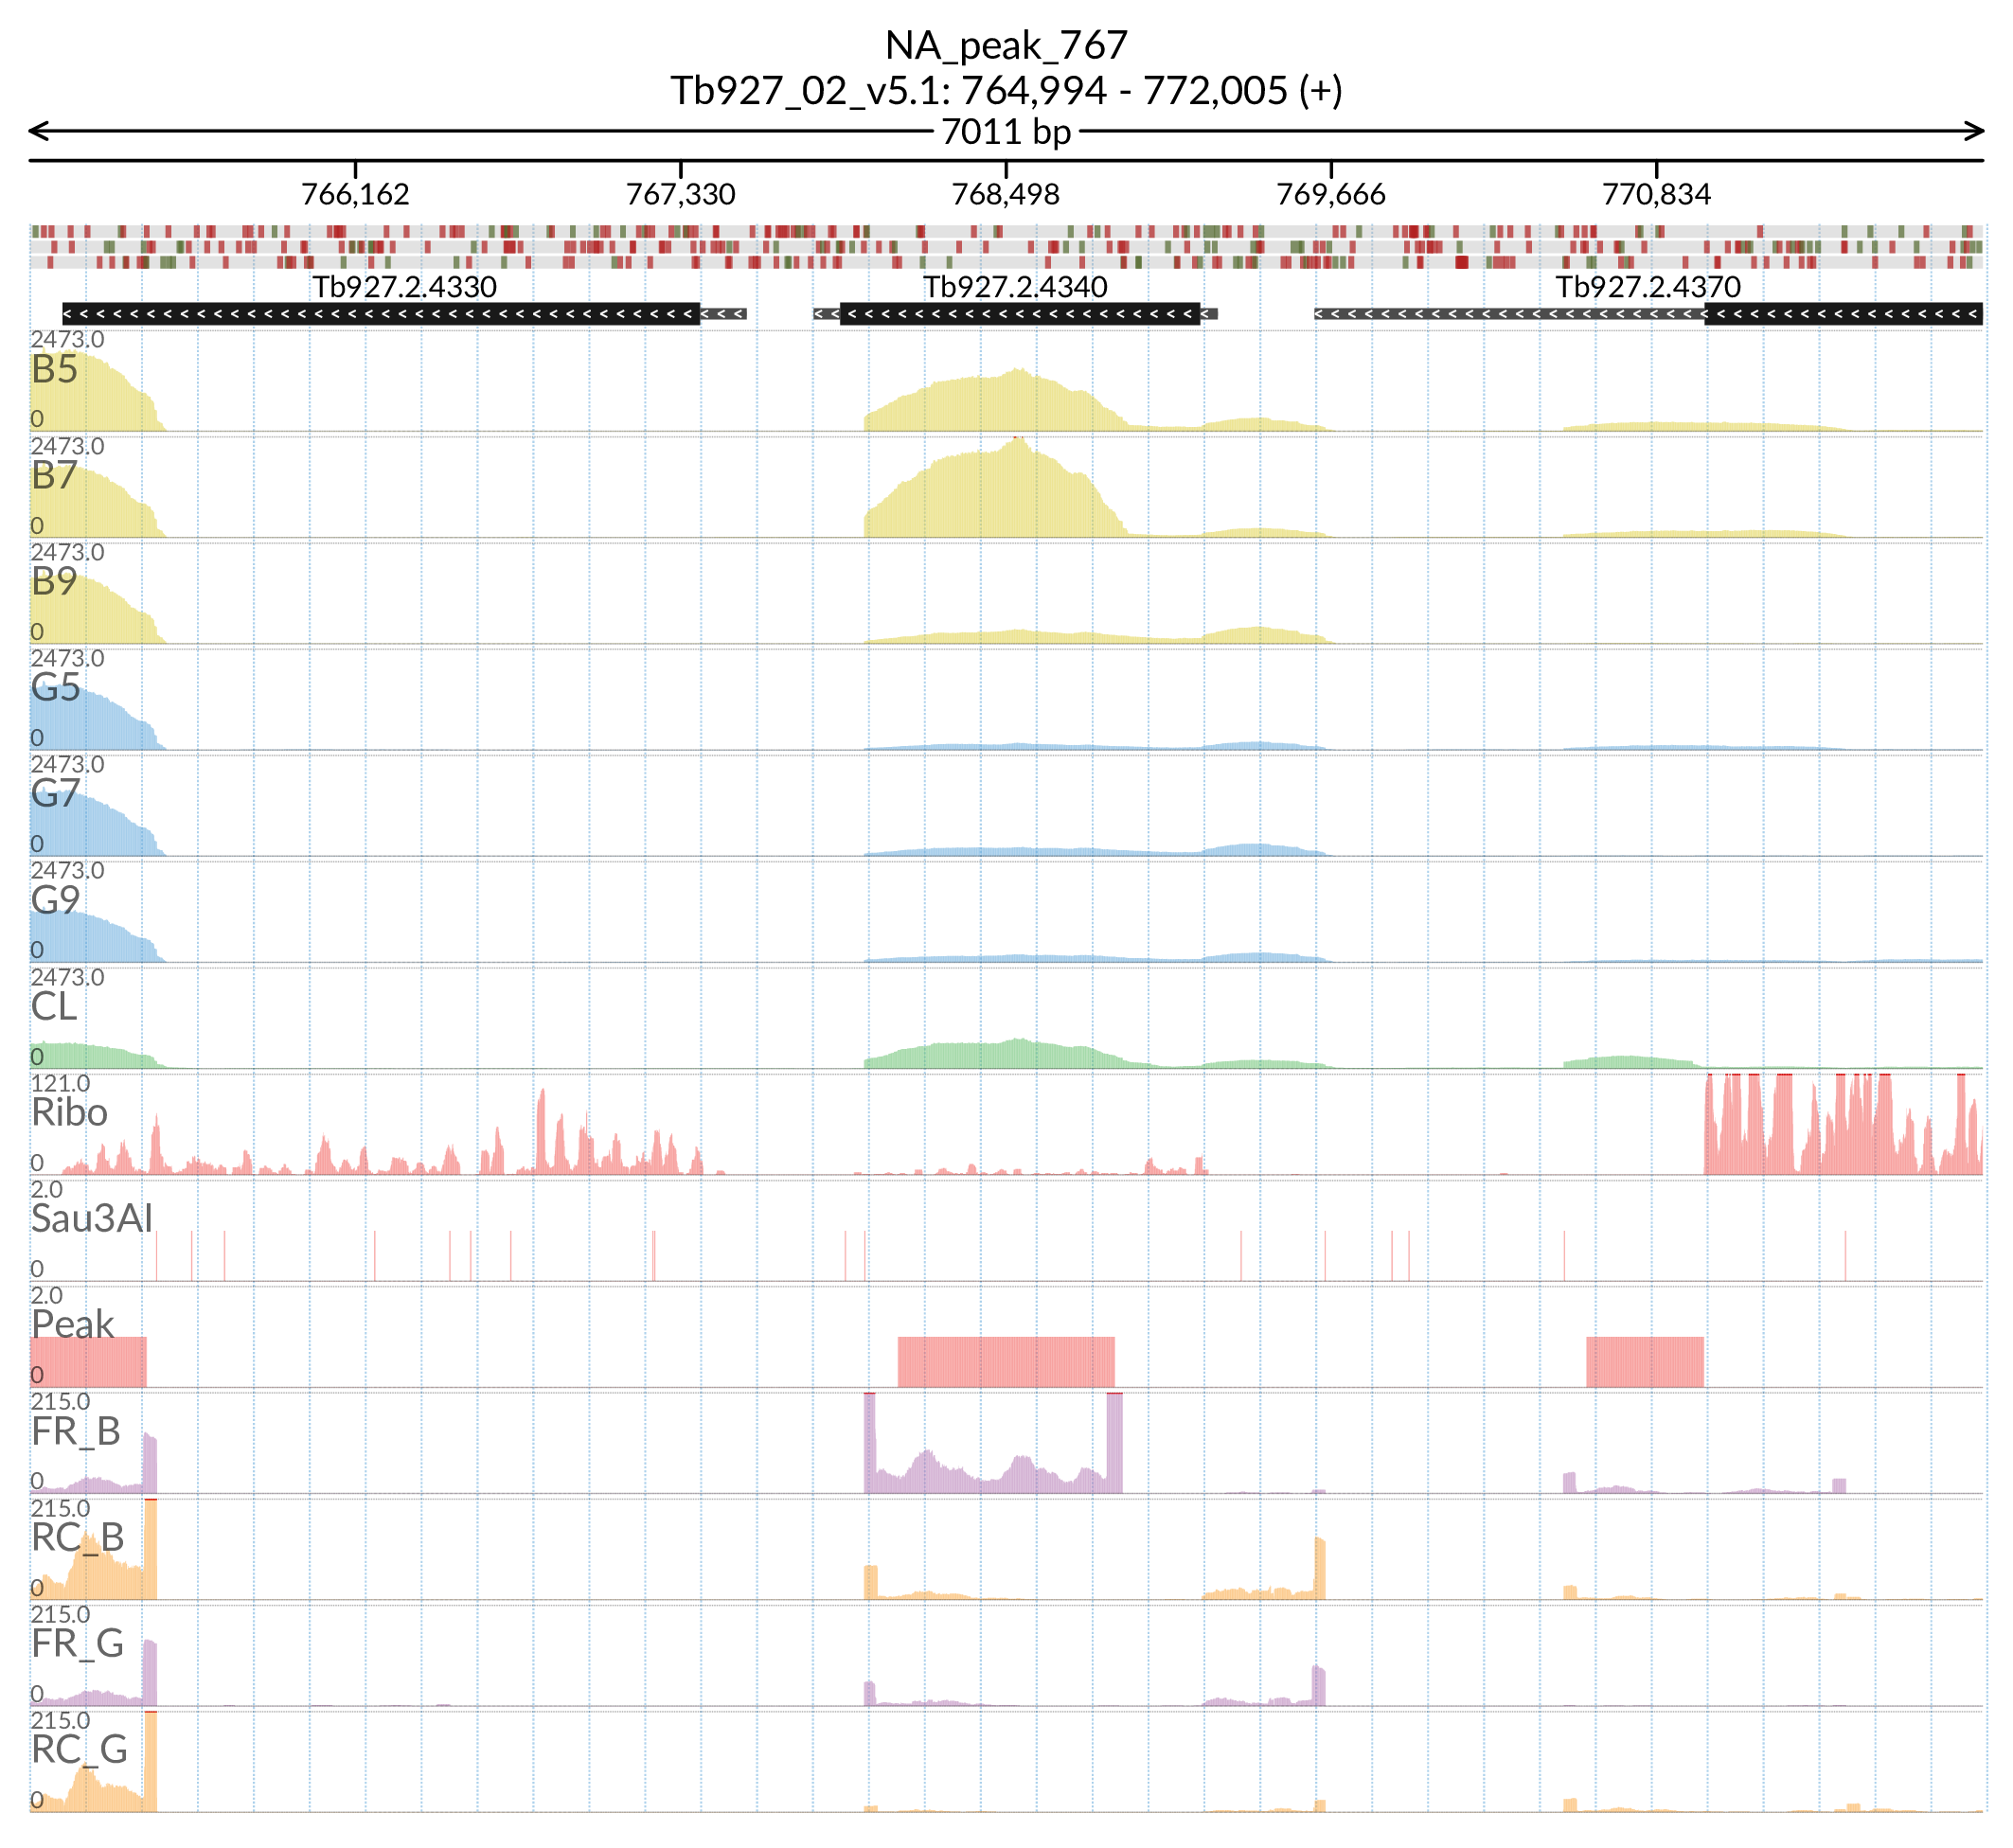 NA_peak_767
Tb927_02_v5.1: 764,994 - 772,005 (+)
7011 bp
766,162 767,330 768,498 769,666 770,834
Tb927.2.4330 Tb927.2.4340 Tb927.2.4370
2473.0
B5
0
2473.0
B7
0
2473.0
B9
0
2473.0
G5
0
2473.0
G7
0
2473.0
G9
0
2473.0
CL
0
121.0
Ribo
0
2.0
Sau3AI
0
2.0
Peak
0
215.0
FR_B
0
215.0
RC_B
0
215.0
FR_G
0
215.0
RC_G
0